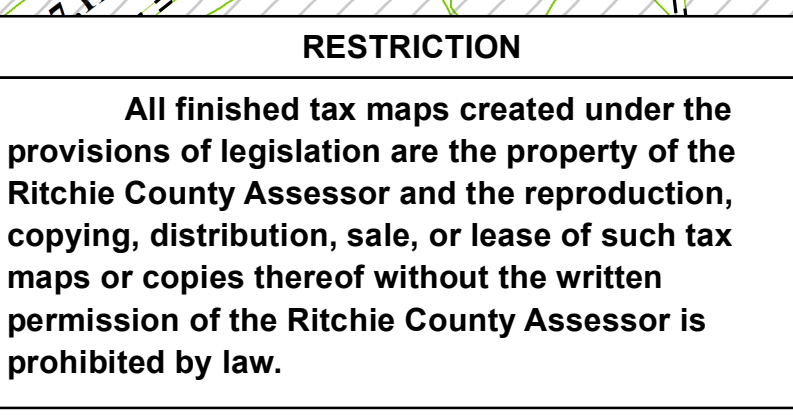 RESTRICTION
All finished tax maps created under the
provisions of legislation are the property of the
Ritchie County Assessor and the reproduction,
copying, distribution, sale, or lease of such tax
maps or copies thereof without the written
permission of the Ritchie County Assessor is
prohibited by law.